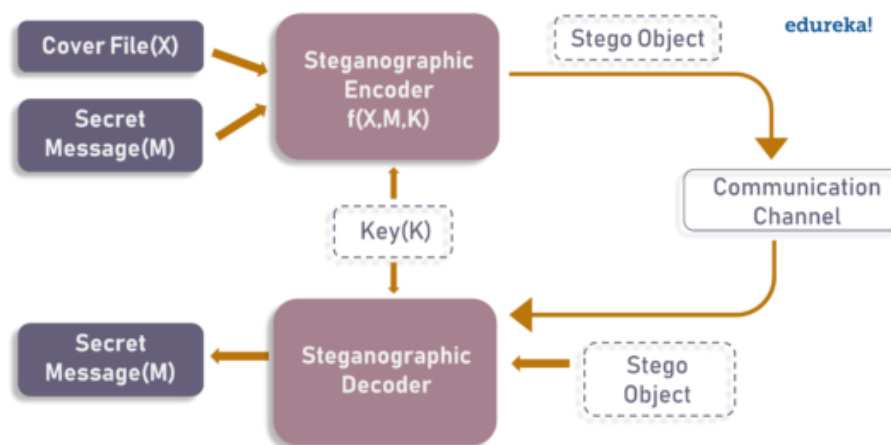 edureka!
Cover File(X)
Steganographic
Encoder
f(X,M,K)
Stego Object
Secret
Message(M)
Communication
Channel
Key(K)
Secret
Message(M)
Steganographic
Decoder
Stego
Object